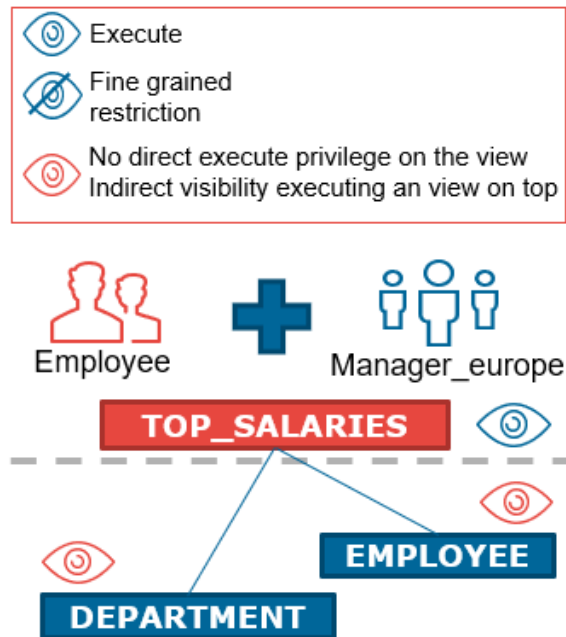 Execute
Fine grained
restriction
No direct execute privilege on the view
Indirect visibility executing an view on top
Employee
Manager_europe
TOP_SALARIES
EMPLOYEE
DEPARTMENT